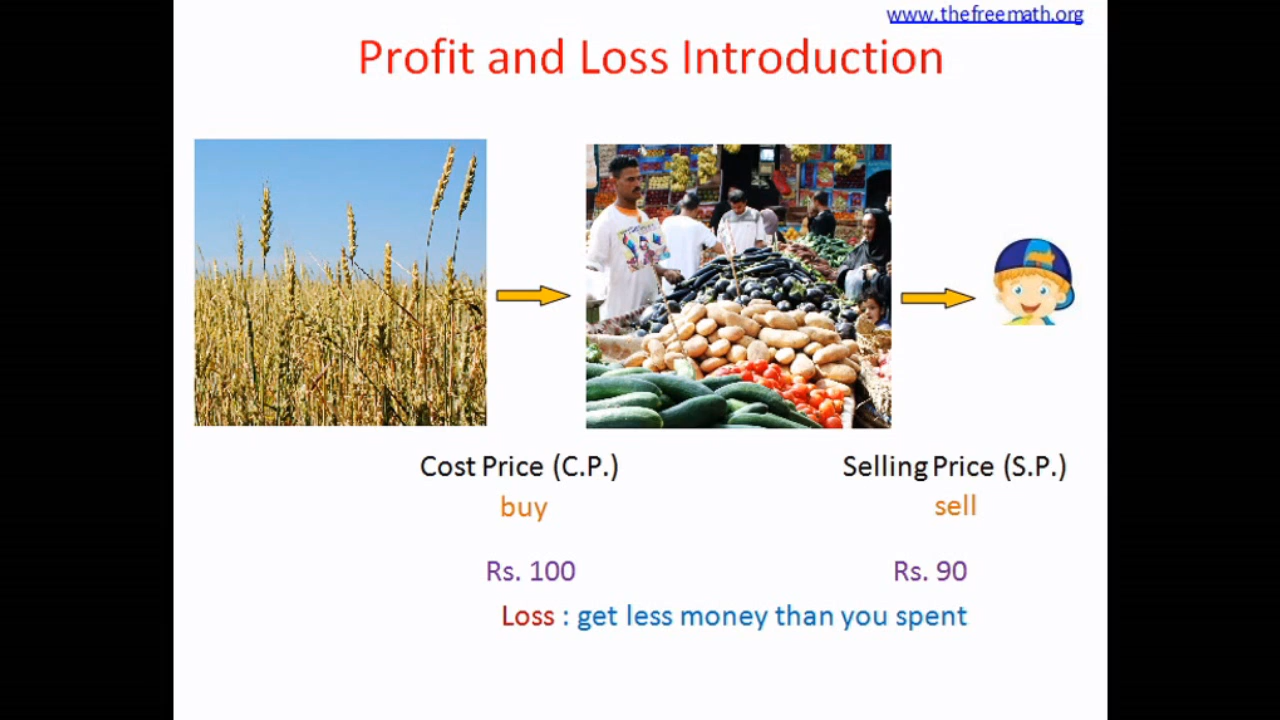 www.thefreemath.org
Profit and Loss Introduction
Cost Price (C.P.)
Selling Price (S.P.)
buy
sell
Rs. 100
Rs. 90
Loss : get less money than you spent